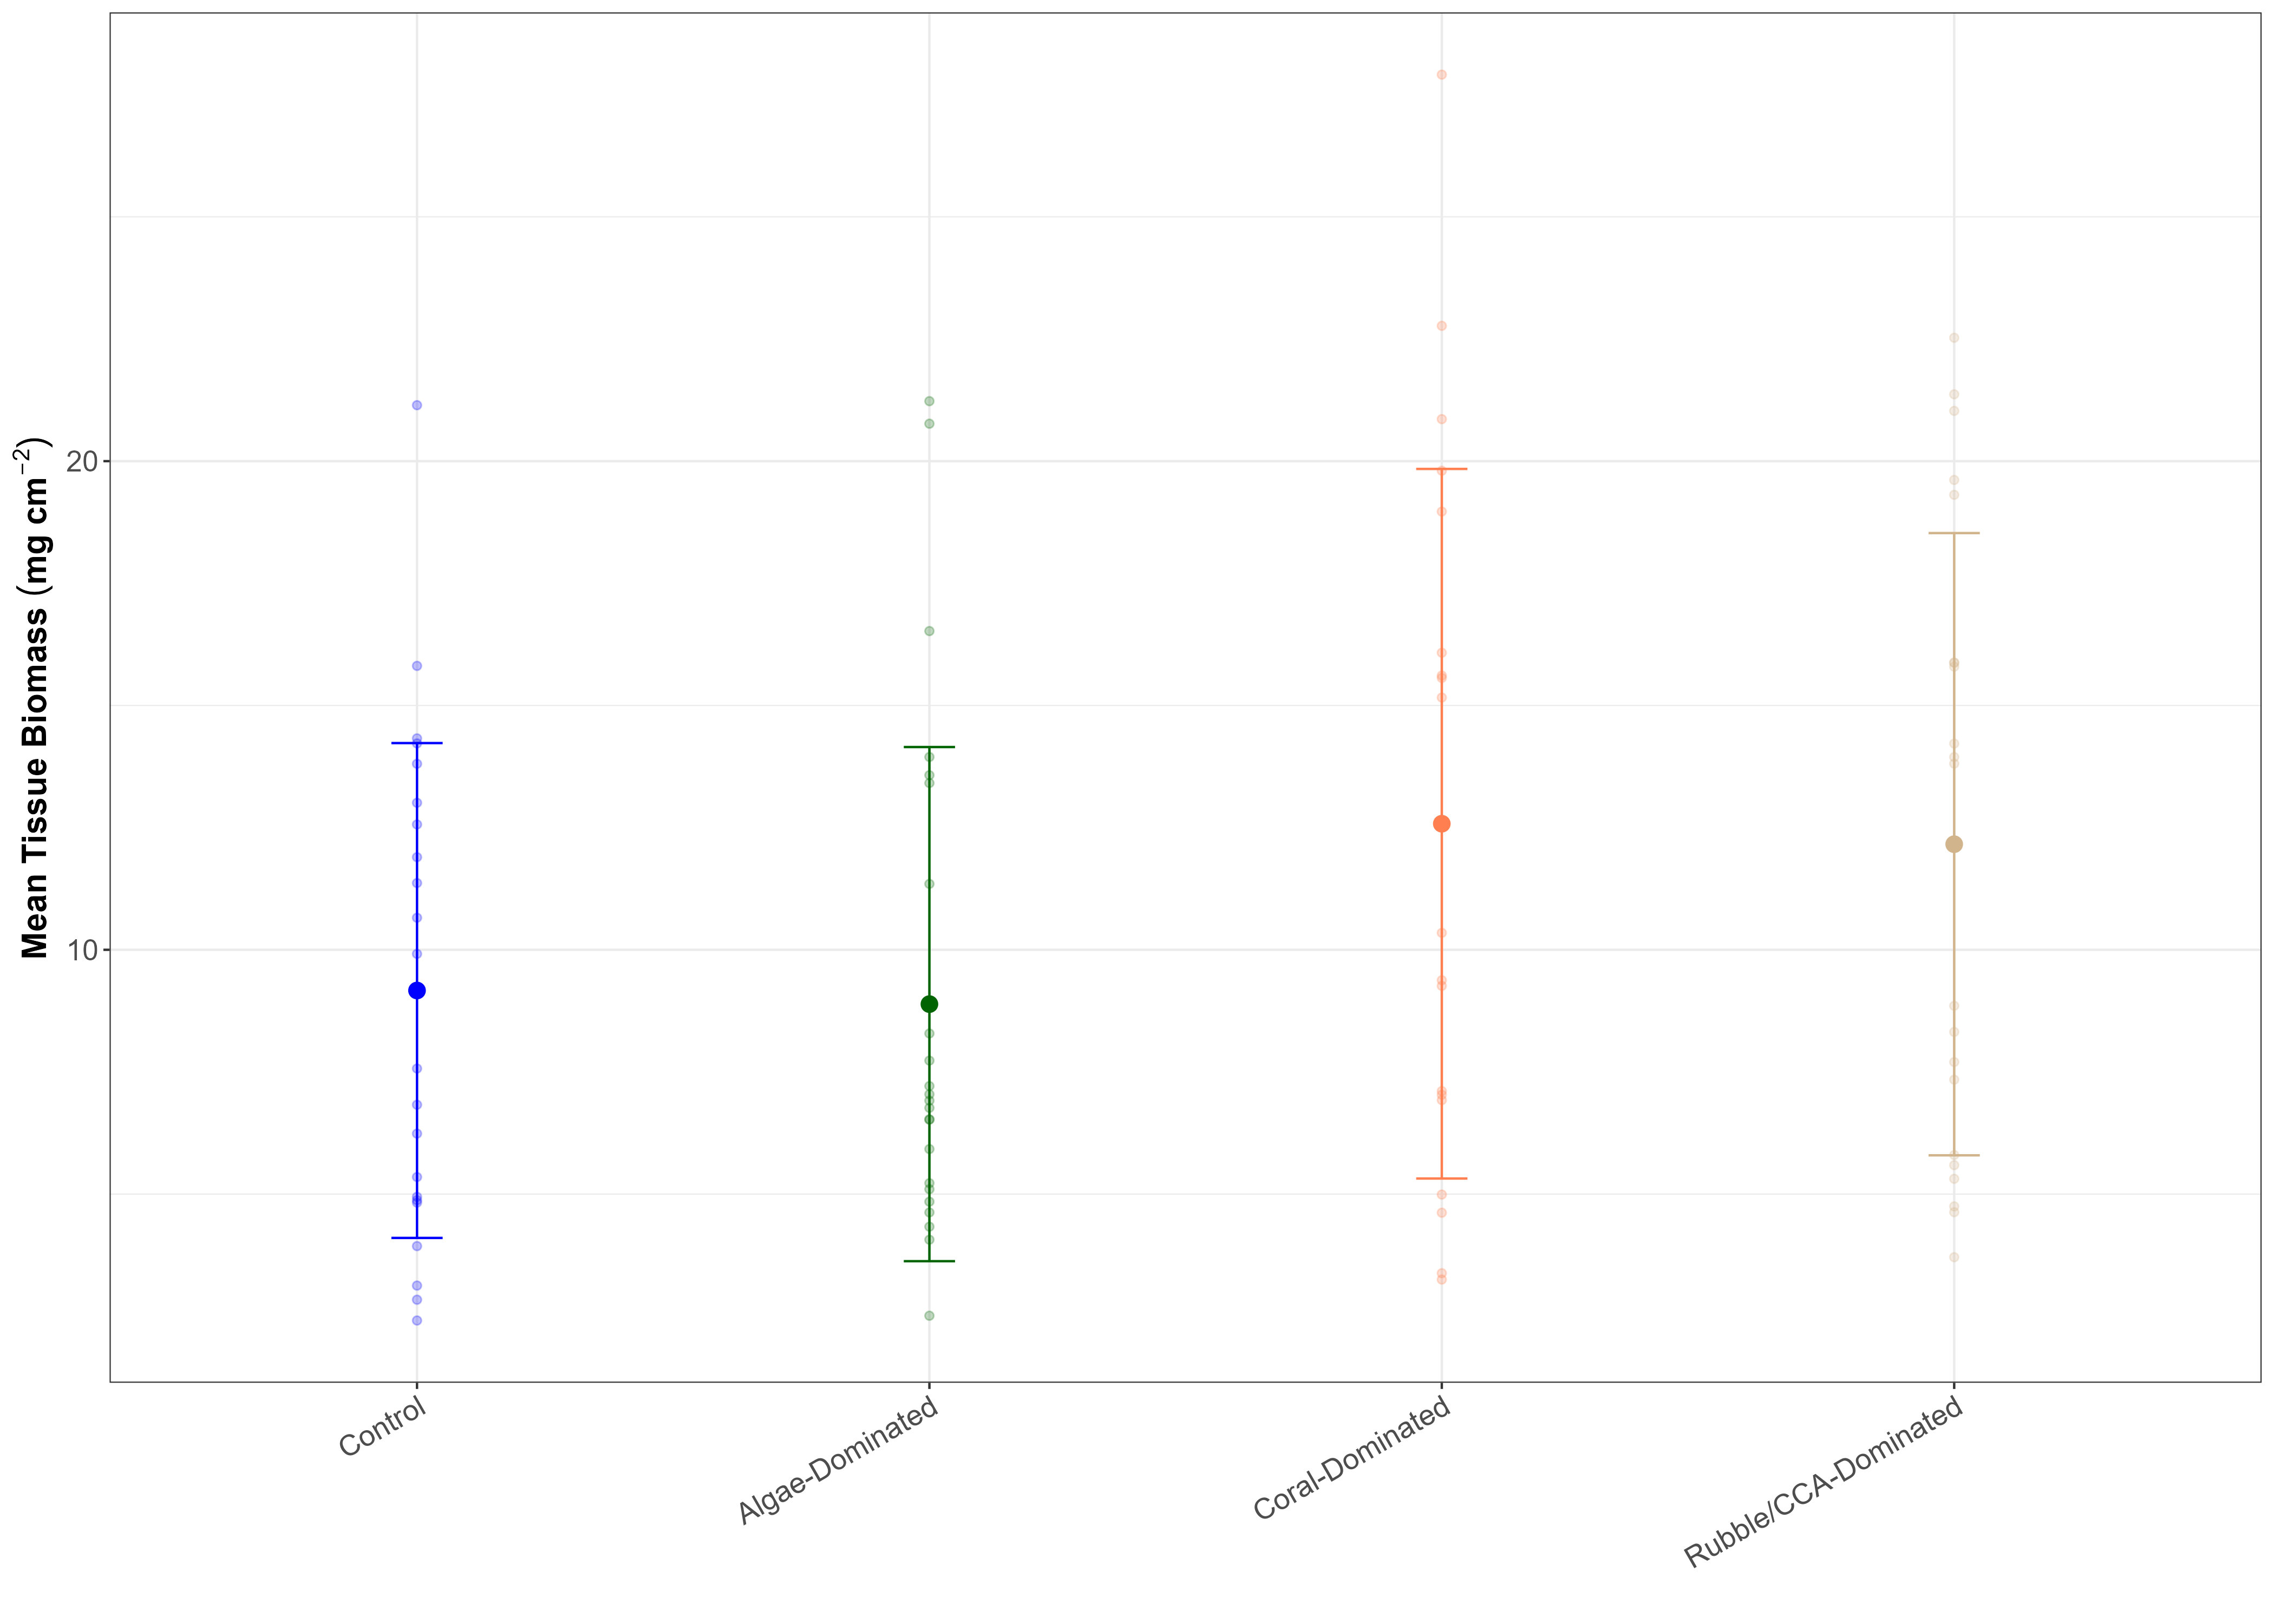 Mean Tissue Biomass (mg cm⁻²)
20
10
Control
Algae-Dominated
Coral-Dominated
Rubble/CCA-Dominated